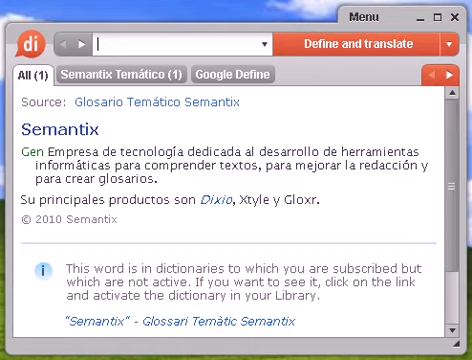 Menu
di
Define and translate
All (1)
Semantix Temático (1)
Google Define
Source: Glosario Temático Semantix
Semantix
Gen Empresa de tecnología dedicada al desarrollo de herramientas
informáticas para comprender textos, para mejorar la redacción y
para crear glosarios.
Su principales productos son Dixio, Xtyle y Gloxr.
© 2010 Semantix
i
This word is in dictionaries to which you are subscribed but
which are not active. If you want to see it, click on the link
and activate the dictionary in your Library.
"Semantix" - Glossari Temàtic Semantix